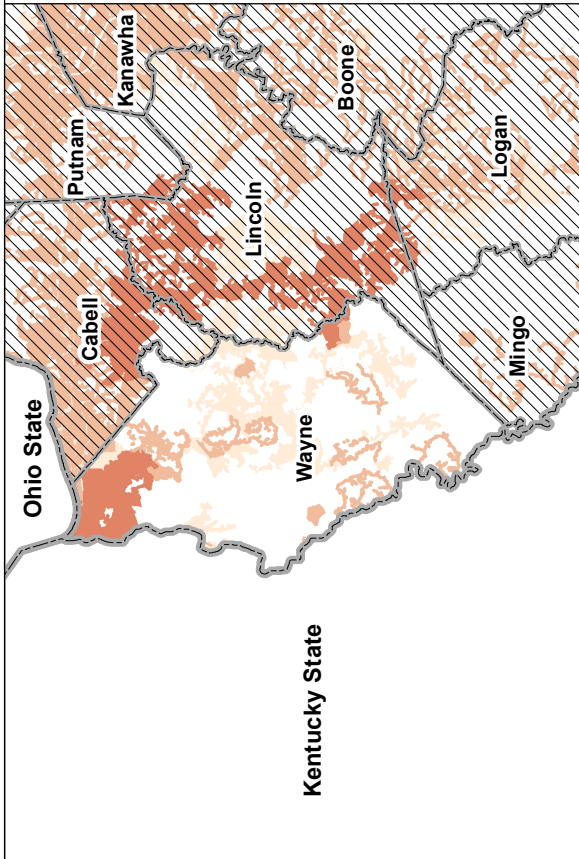 Ohio State
Kentucky State
Cabell
Putnam
Kanawha
Lincoln
Boone
Wayne
Logan
Mingo